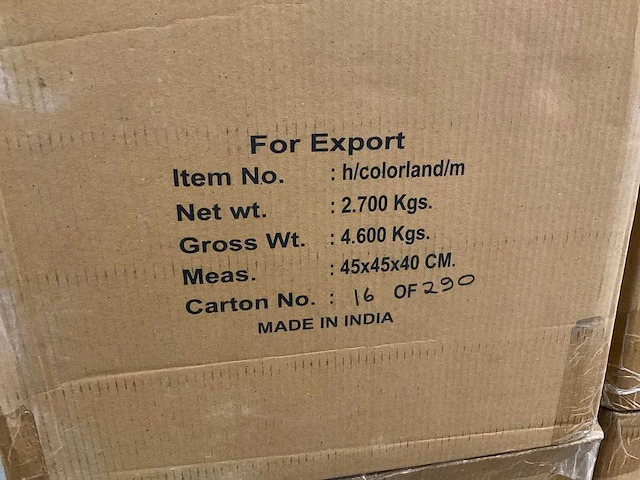 For Export
Item No. : h/colorland/m
Net wt. : 2.700 Kgs.
Gross Wt. : 4.600 Kgs.
Meas. : 45x45x40 CM.
Carton No. : 16 OF 290
MADE IN INDIA